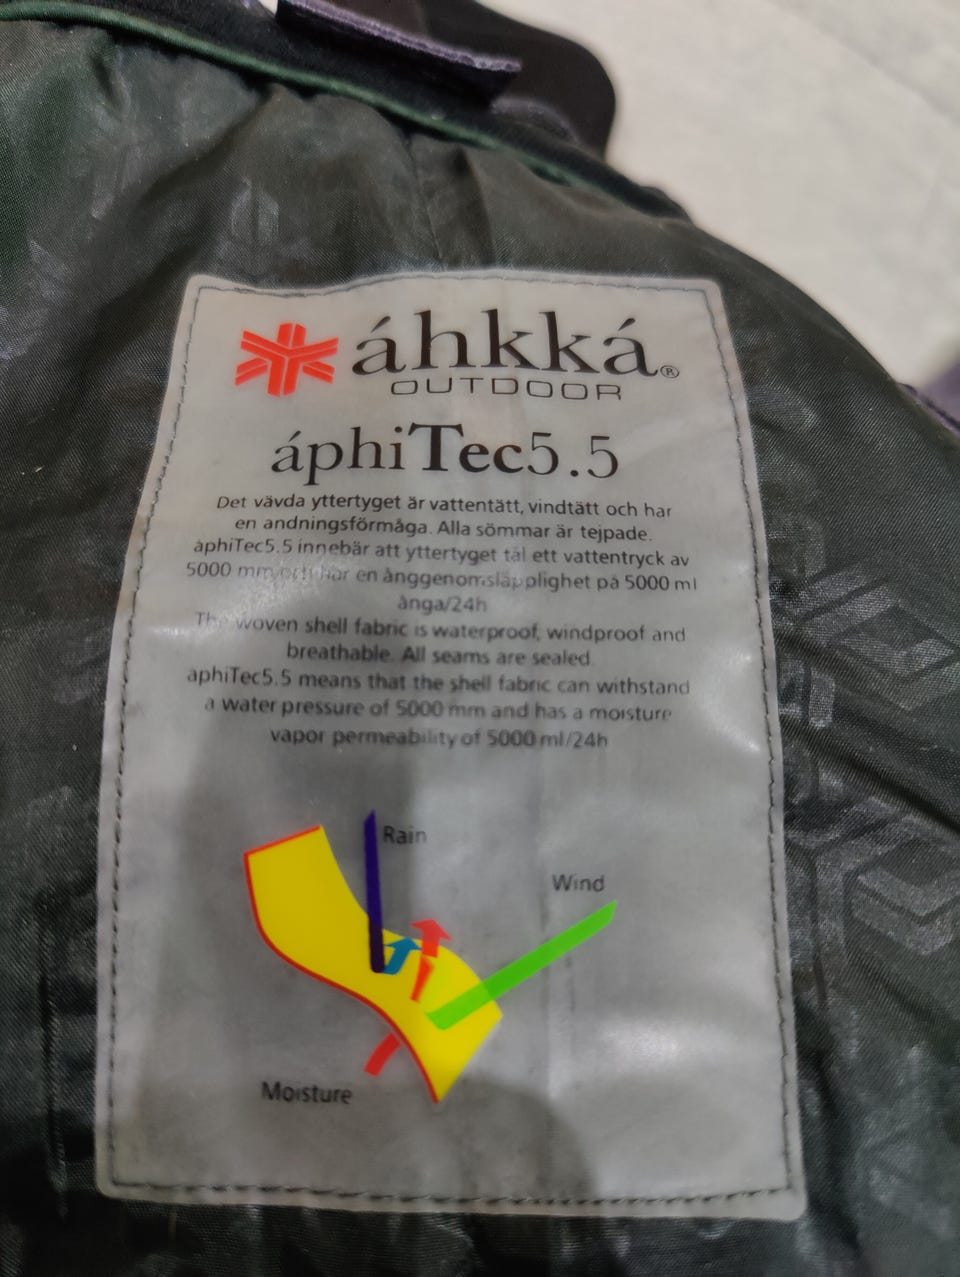 áhkká®
OUTDOOR
áphiTec5.5
Det vävda yttertyget är vattentätt, vindtätt och har
en andningsförmåga. Alla sömmar är tejpade.
aphiTec5.5 innebär att yttertyget tål ett vattentryck av
5000 mm och har en ånggenomsläpplighet på 5000 ml
ånga/24h
The woven shell fabric is waterproof, windproof and
breathable. All seams are sealed.
aphiTec5.5 means that the shell fabric can withstand
a water pressure of 5000 mm and has a moisture
vapor permeability of 5000 ml/24h
Rain
Wind
Moisture